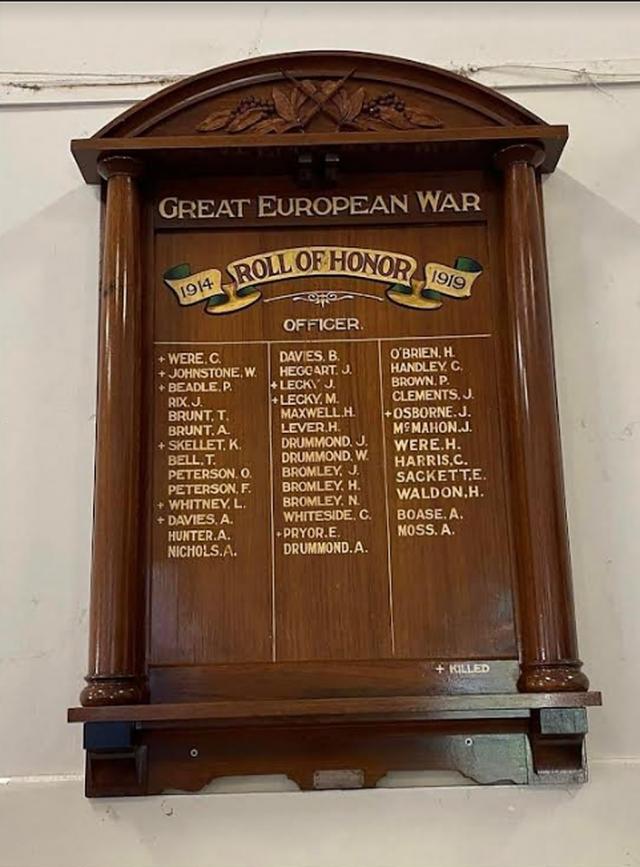 GREAT EUROPEAN WAR
1914 ROLL OF HONOR 1919
OFFICER.
+ WERE, C.
+ JOHNSTONE, W.
+ BEADLE, P.
RIX, J.
BRUNT, T.
BRUNT, A.
+ SKELLET, K.
BELL, T.
PETERSON, O.
PETERSON, F.
+ WHITNEY, L.
+ DAVIES, A.
HUNTER, A.
NICHOLS, A.
DAVIES, B.
HEGGART, J.
+ LECKY J.
+ LECKY, M.
MAXWELL, H.
LEVER, H.
DRUMMOND, J.
DRUMMOND, W.
BROMLEY, J.
BROMLEY, H.
BROMLEY, N.
WHITESIDE, C.
+ PRYOR, E.
DRUMMOND, A.
O'BRIEN, H.
HANDLEY, C.
BROWN, P.
CLEMENTS, J.
+ OSBORNE, J.
McMAHON, J.
WERE, H.
HARRIS, C.
SACKETT, E.
WALDON, H.
BOASE, A.
MOSS, A.
+ KILLED